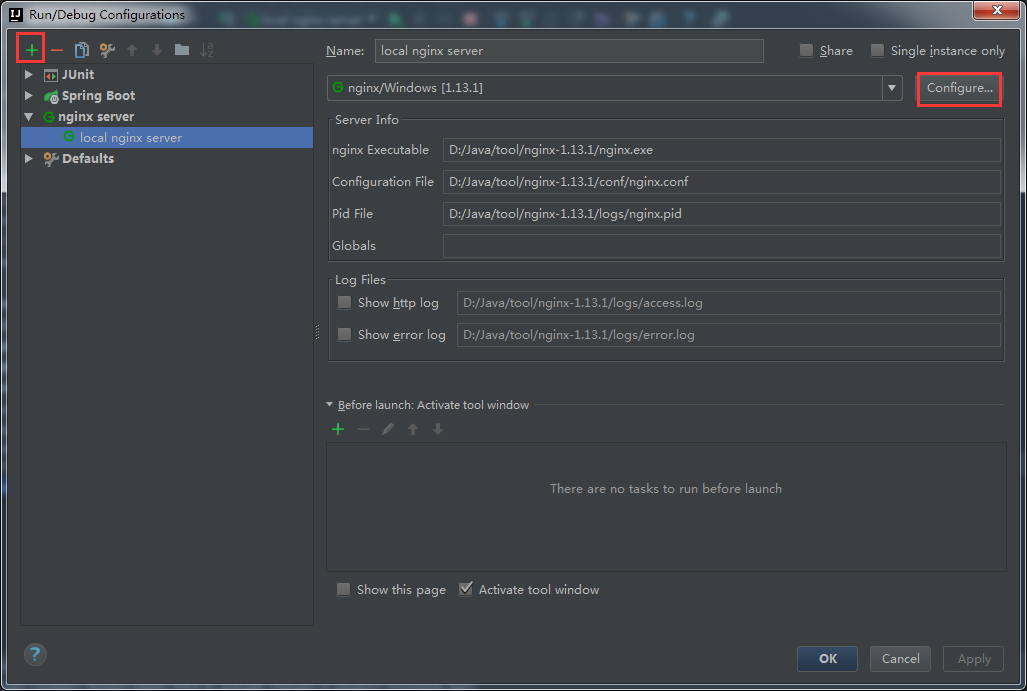 Run/Debug Configurations
Name: local nginx server
Share
Single instance only
JUnit
Spring Boot
nginx server
local nginx server
Defaults
nginx/Windows [1.13.1]
Configure...
Server Info
nginx Executable D:/Java/tool/nginx-1.13.1/nginx.exe
Configuration File D:/Java/tool/nginx-1.13.1/conf/nginx.conf
Pid File D:/Java/tool/nginx-1.13.1/logs/nginx.pid
Globals
Log Files
Show http log D:/Java/tool/nginx-1.13.1/logs/access.log
Show error log D:/Java/tool/nginx-1.13.1/logs/error.log
Before launch: Activate tool window
There are no tasks to run before launch
Show this page
Activate tool window
?
OK
Cancel
Apply